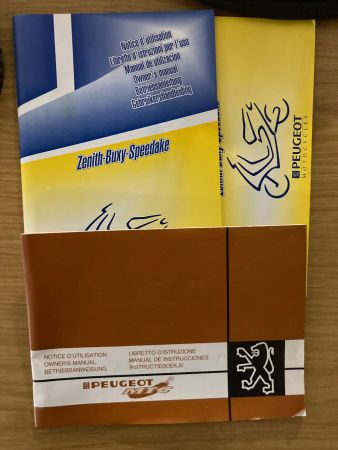 Notice d'utilisation
Libretto d'istruzioni per l'uso
Manual de utilización
Owner's manual
Betriebsanleitung
Gebruikershandleiding
Zenith-Buxy-Speedake
PEUGEOT
MOTOCYCLES
NOTICE D'UTILISATION
OWNER'S MANUAL
BETRIEBSANWEISUNG
LIBRETTO D'ISTRUZIONE
MANUAL DE INSTRUCCIONES
INSTRUCTIEBOEKJE
PEUGEOT